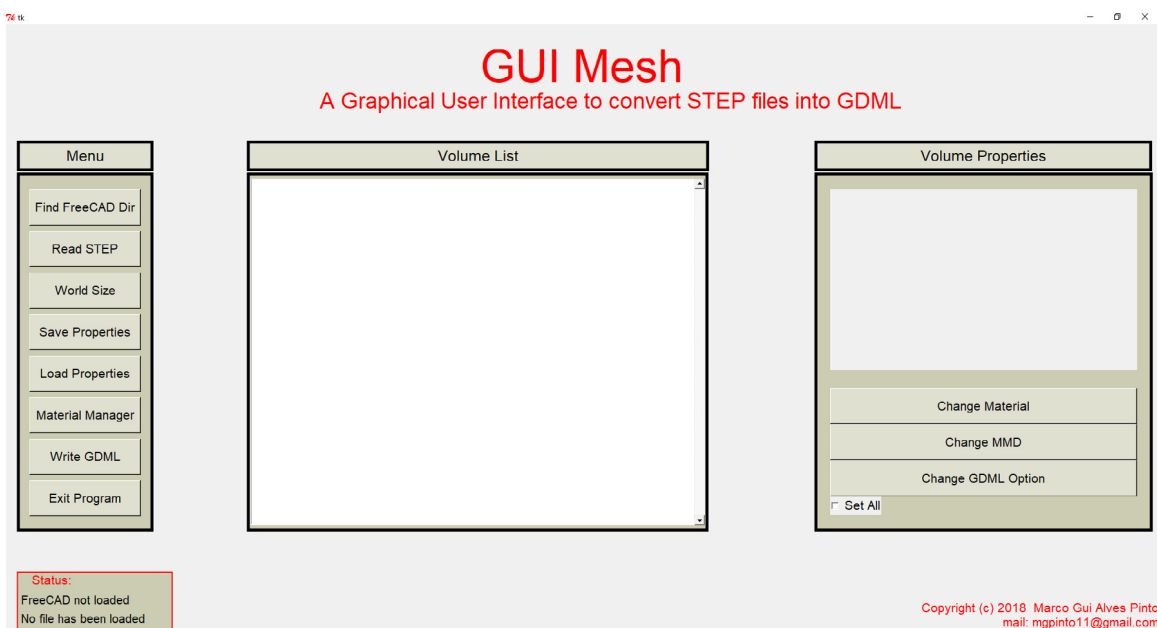 tk
GUI Mesh
A Graphical User Interface to convert STEP files into GDML
Menu
Find FreeCAD Dir
Read STEP
World Size
Save Properties
Load Properties
Material Manager
Write GDML
Exit Program
Volume List
Volume Properties
Change Material
Change MMD
Change GDML Option
Set All
Status:
FreeCAD not loaded
No file has been loaded
Copyright (c) 2018 Marco Gui Alves Pinto
mail: mgpinto11@gmail.com